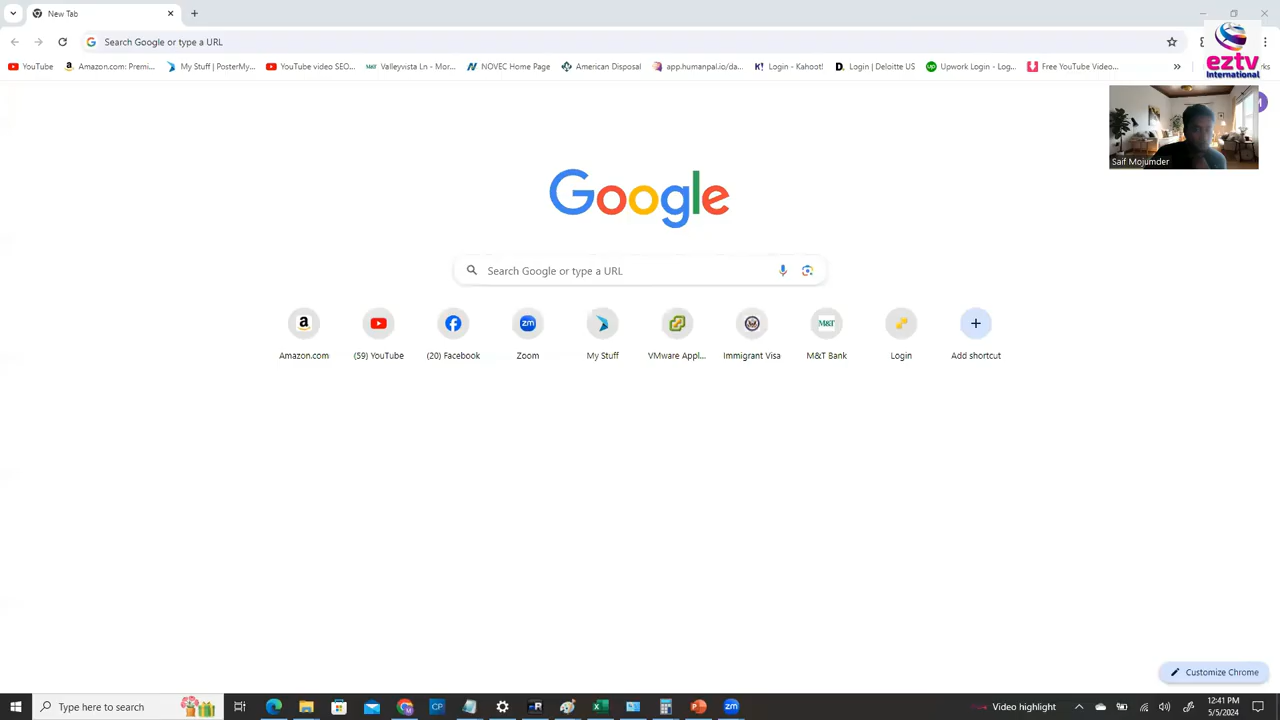 New Tab
Search Google or type a URL
YouTube
Amazon.com: Premi...
My Stuff | PosterMy...
YouTube video SEO...
M&T
Valleyvista Ln - Mor...
NOVEC Home Page
American Disposal
app.humanpal.io/da...
Login - Kahoot!
Login | Deloitte US
Upwork Login - Log...
Free YouTube Video...
»
ks
eztv
International
Saif Mojumder
Google
Search Google or type a URL
a
zm
M&T
Amazon.com
(59) YouTube
(20) Facebook
Zoom
My Stuff
VMware Appl...
Immigrant Visa
M&T Bank
Login
Add shortcut
Customize Chrome
Type here to search
CP
zm
Video highlight
12:41 PM
5/5/2024